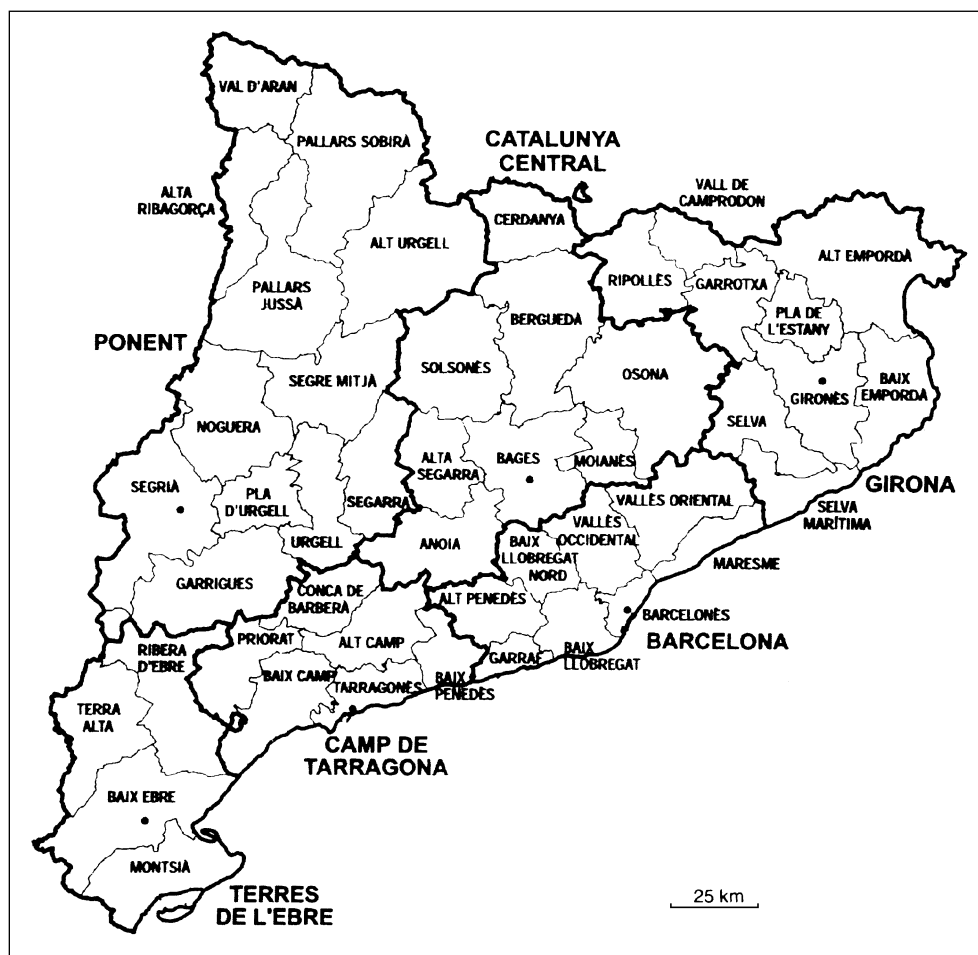 VAL D'ARAN
PALLARS SOBIRÀ
CATALUNYA
CENTRAL
ALTA
RIBAGORÇA
VALL DE
CAMPRODON
CERDANYA
ALT URGELL
ALT EMPORDÀ
RIPOLLÈS
GARROTXA
PALLARS
JUSSÀ
BERGUEDÀ
PLA DE
L'ESTANY
PONENT
SOLSONÈS
SEGRE MITJÀ
OSONA
BAIX
EMPORDÀ
GIRONÈS
NOGUERA
SELVA
ALTA
SEGARRA
BAGES
MOIANÈS
SEGRIÀ
PLA
D'URGELL
SEGARRA
VALLÈS ORIENTAL
GIRONA
SELVA
MARÍTIMA
VALLÈS
OCCIDENTAL
URGELL
ANOIA
BAIX
LLOBREGAT
NORD
MARESME
GARRIGUES
CONCA DE
BARBERÀ
ALT PENEDÈS
BARCELONÈS
BARCELONA
PRIORAT
ALT CAMP
RIBERA
D'EBRE
GARRAF
BAIX
LLOBREGAT
BAIX CAMP
TARRAGONÈS
BAIX
PENEDÈS
TERRA
ALTA
CAMP DE
TARRAGONA
BAIX EBRE
MONTSIÀ
TERRES
DE L'EBRE
25 km